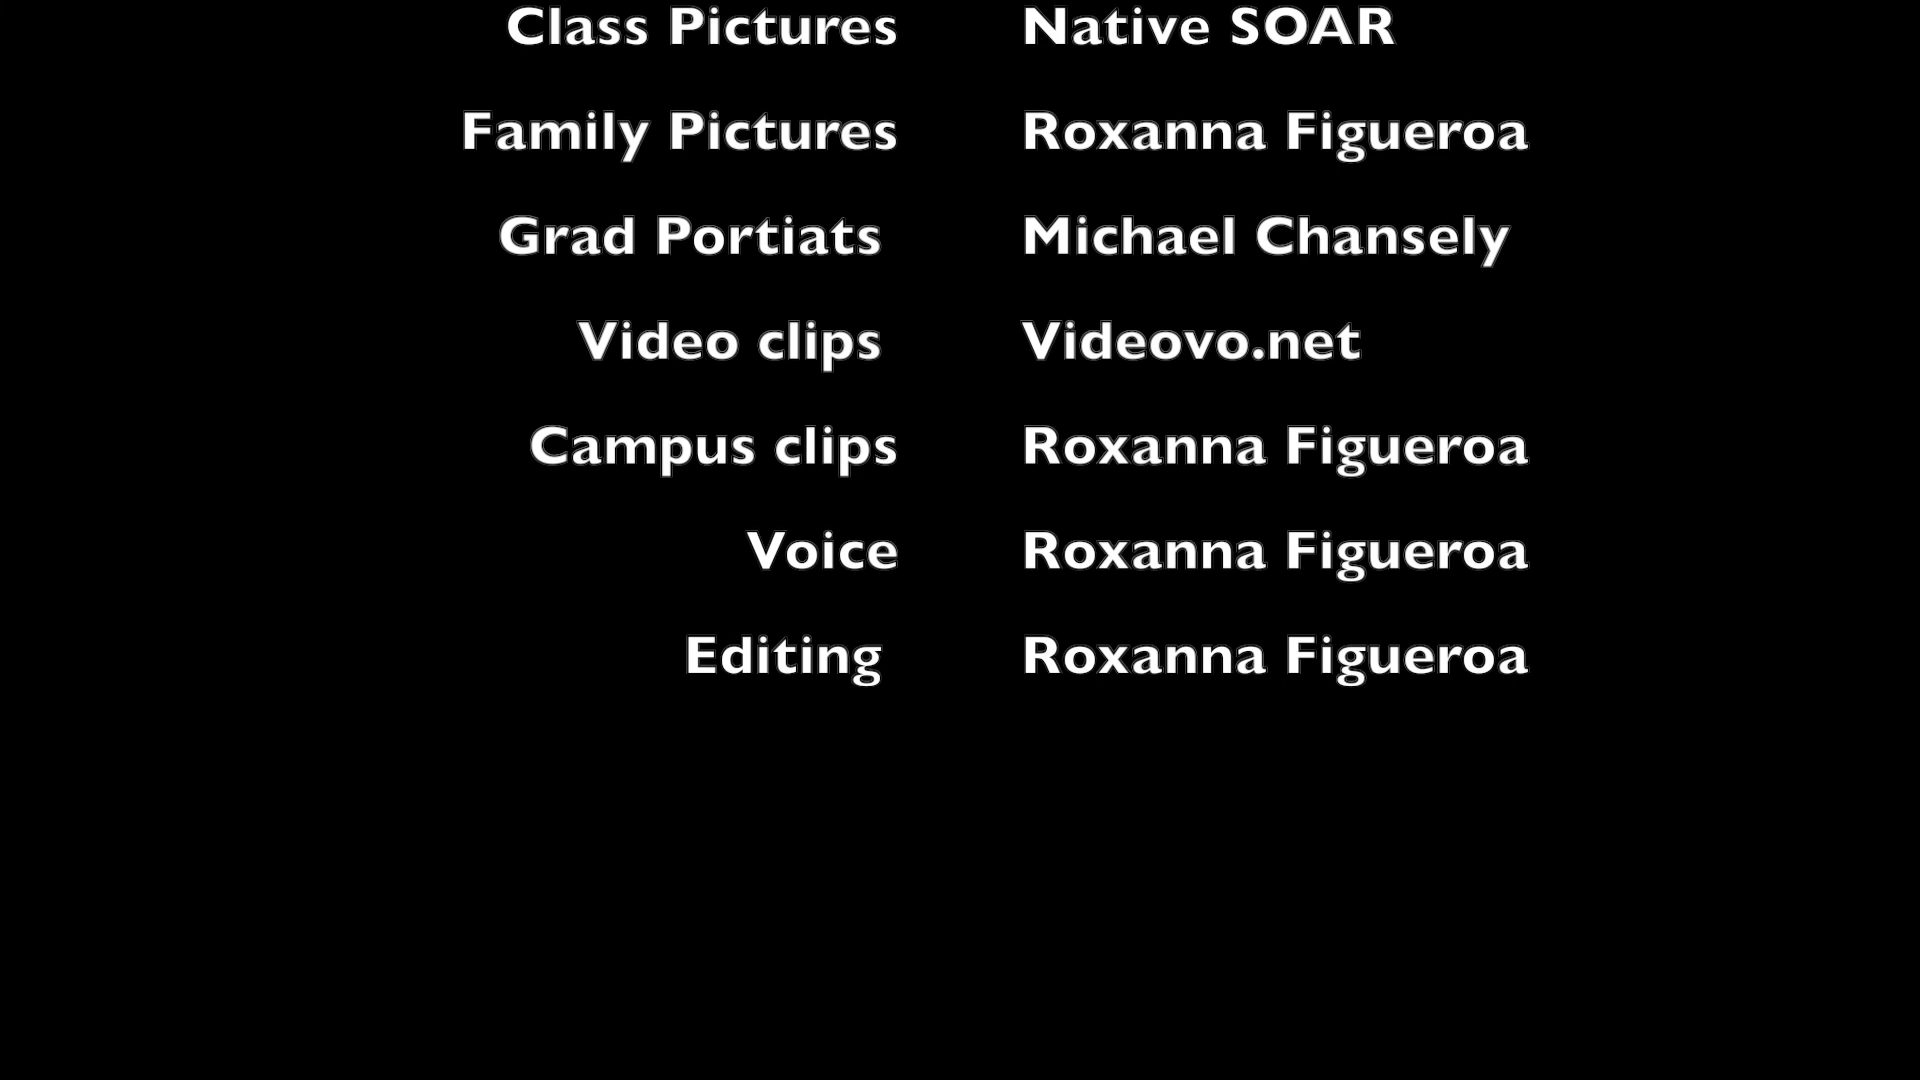 Class Pictures Native SOAR
Family Pictures Roxanna Figueroa
Grad Portiats Michael Chansely
Video clips Videovo.net
Campus clips Roxanna Figueroa
Voice Roxanna Figueroa
Editing Roxanna Figueroa